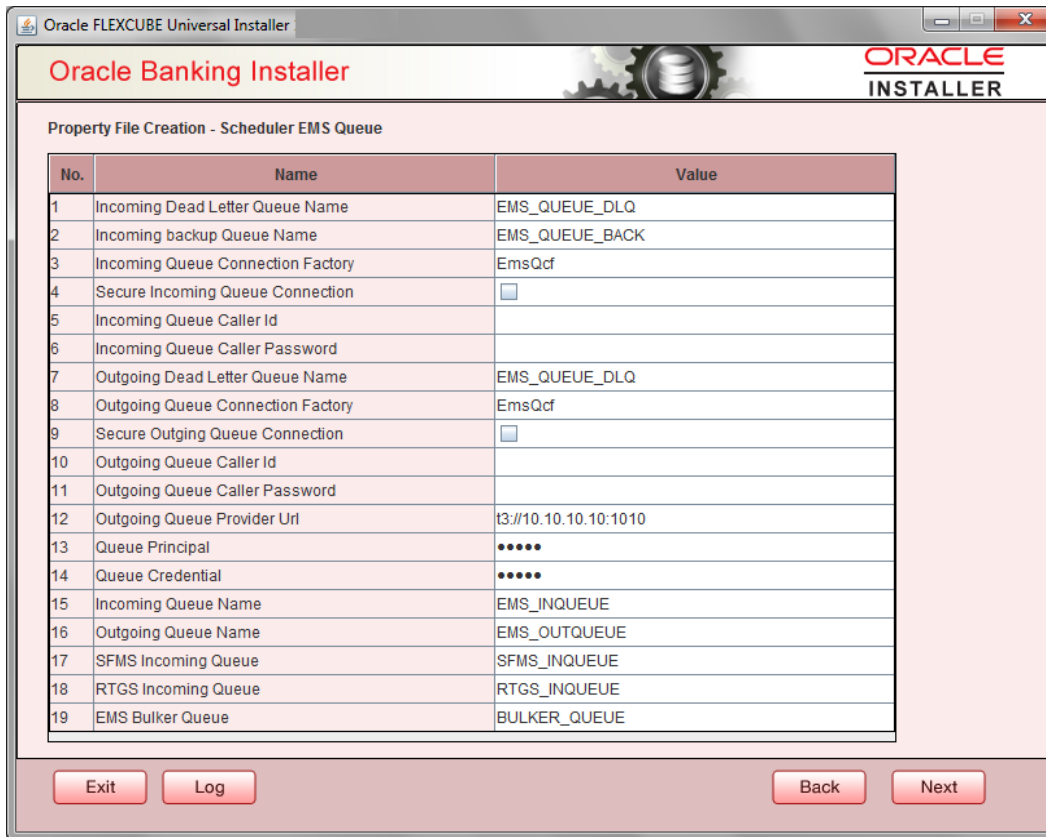 Oracle FLEXCUBE Universal Installer
Oracle Banking Installer
ORACLE
INSTALLER
Property File Creation - Scheduler EMS Queue
No. Name Value
1 Incoming Dead Letter Queue Name EMS_QUEUE_DLQ
2 Incoming backup Queue Name EMS_QUEUE_BACK
3 Incoming Queue Connection Factory EmsQcf
4 Secure Incoming Queue Connection
5 Incoming Queue Caller Id
6 Incoming Queue Caller Password
7 Outgoing Dead Letter Queue Name EMS_QUEUE_DLQ
8 Outgoing Queue Connection Factory EmsQcf
9 Secure Outging Queue Connection
10 Outgoing Queue Caller Id
11 Outgoing Queue Caller Password
12 Outgoing Queue Provider Url t3://10.10.10.10:1010
13 Queue Principal •••••
14 Queue Credential •••••
15 Incoming Queue Name EMS_INQUEUE
16 Outgoing Queue Name EMS_OUTQUEUE
17 SFMS Incoming Queue SFMS_INQUEUE
18 RTGS Incoming Queue RTGS_INQUEUE
19 EMS Bulker Queue BULKER_QUEUE
Exit Log Back Next